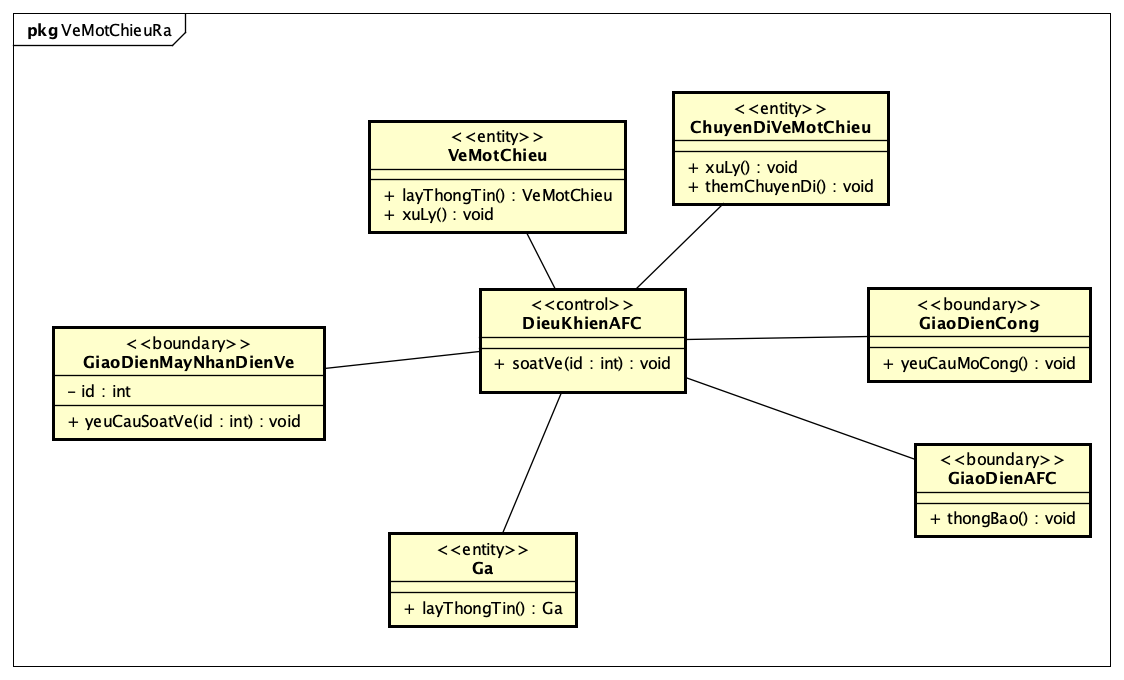 pkg VeMotChieuRa
<<entity>>
VeMotChieu
+ layThongTin() : VeMotChieu
+ xuLy() : void
<<entity>>
ChuyenDiVeMotChieu
+ xuLy() : void
+ themChuyenDi() : void
<<boundary>>
GiaoDienMayNhanDienVe
- id : int
+ yeuCauSoatVe(id : int) : void
<<control>>
DieuKhienAFC
+ soatVe(id : int) : void
<<boundary>>
GiaoDienCong
+ yeuCauMoCong() : void
<<boundary>>
GiaoDienAFC
+ thongBao() : void
<<entity>>
Ga
+ layThongTin() : Ga